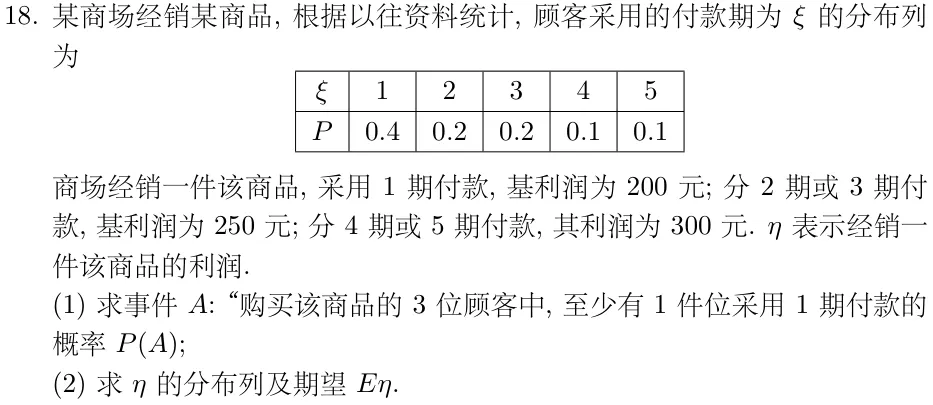 18. 某商场经销某商品, 根据以往资料统计, 顾客采用的付款期为 ξ 的分布列
为
ξ 1 2 3 4 5
P 0.4 0.2 0.2 0.1 0.1
商场经销一件该商品, 采用 1 期付款, 基利润为 200 元; 分 2 期或 3 期付
款, 基利润为 250 元; 分 4 期或 5 期付款, 其利润为 300 元. η 表示经销一
件该商品的利润.
(1) 求事件 A: “购买该商品的 3 位顾客中, 至少有 1 件位采用 1 期付款的
概率 P(A);
(2) 求 η 的分布列及期望 Eη.